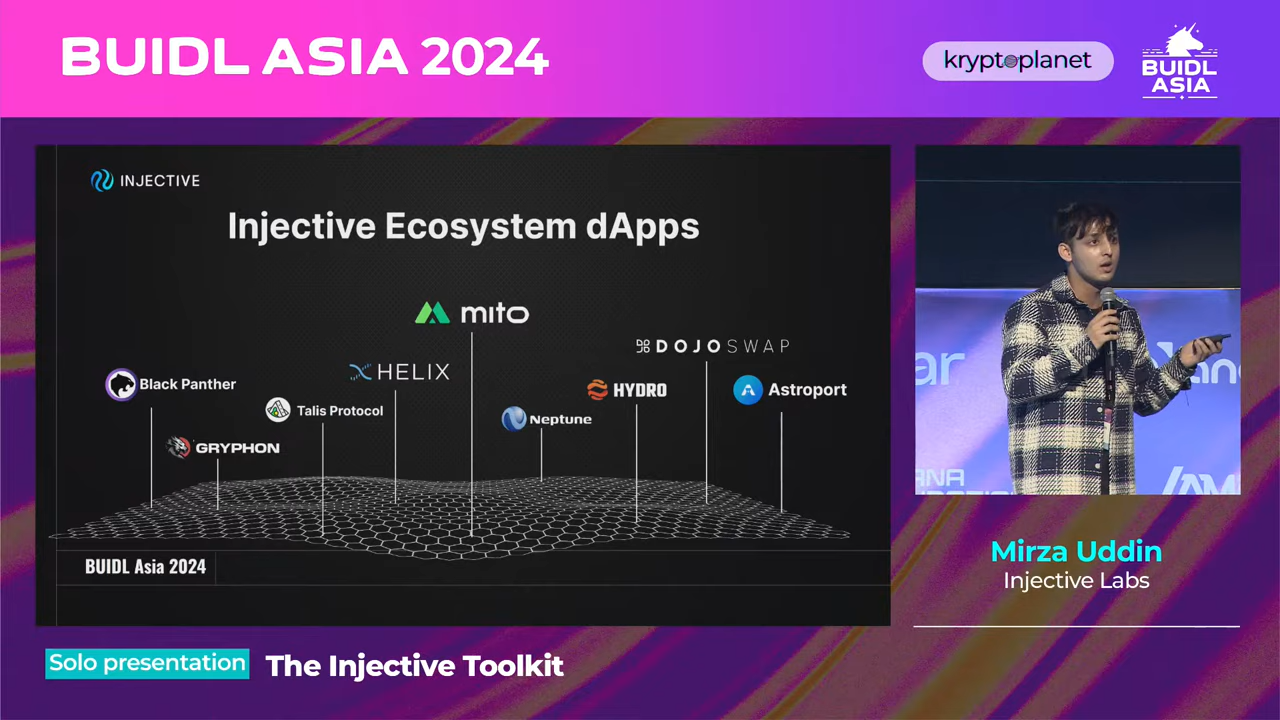 BUIDL ASIA 2024
kryptoplanet
BUIDL
ASIA
INJECTIVE
Injective Ecosystem dApps
mito
DOJOSWAP
HELIX
Black Panther
HYDRO
Astroport
Talis Protocol
Neptune
GRYPHON
BUIDL Asia 2024
Mirza Uddin
Injective Labs
Solo presentation
The Injective Toolkit